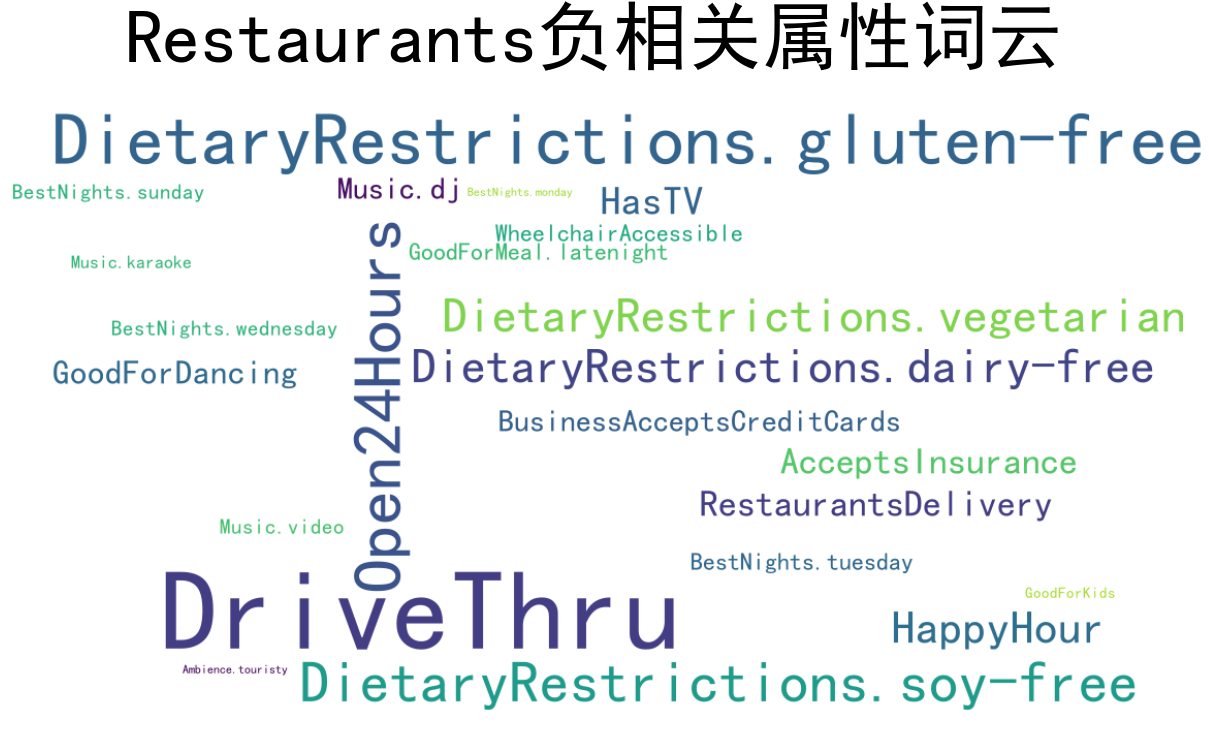 Restaurants负相关属性词云
DietaryRestrictions.gluten-free
BestNights.sunday
Music.dj
BestNights.monday
HasTV
WheelchairAccessible
GoodForMeal.latenight
Music.karaoke
Open24Hours
DietaryRestrictions.vegetarian
BestNights.wednesday
GoodForDancing
DietaryRestrictions.dairy-free
BusinessAcceptsCreditCards
AcceptsInsurance
RestaurantsDelivery
Music.video
BestNights.tuesday
DriveThru
GoodForKids
HappyHour
Ambience.touristy
DietaryRestrictions.soy-free